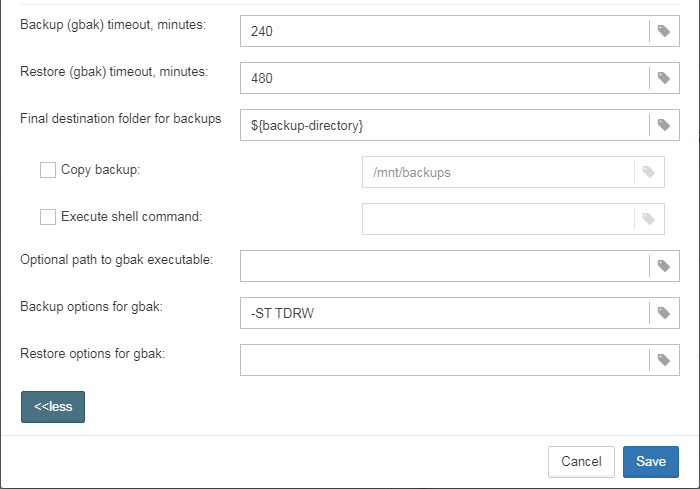 Backup (gbak) timeout, minutes:
240
Restore (gbak) timeout, minutes:
480
Final destination folder for backups
${backup-directory}
Copy backup:
/mnt/backups
Execute shell command:
Optional path to gbak executable:
Backup options for gbak:
-ST TDRW
Restore options for gbak:
<<less
Cancel
Save